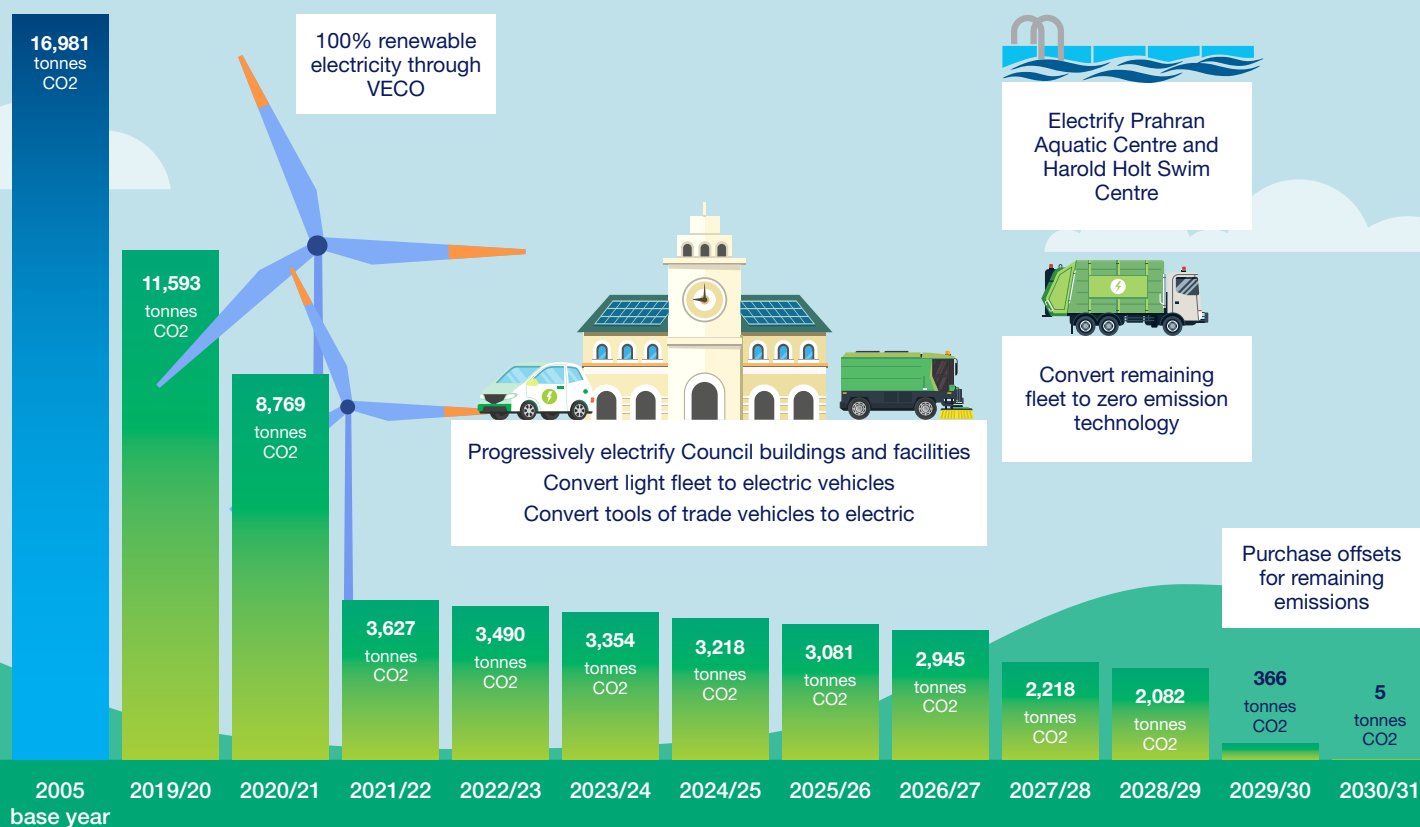 16,981
tonnes
CO2
100% renewable
electricity through
VECO
Electrify Prahran
Aquatic Centre and
Harold Holt Swim
Centre
11,593
tonnes
CO2
8,769
tonnes
CO2
Convert remaining
fleet to zero emission
technology
Progressively electrify Council buildings and facilities
Convert light fleet to electric vehicles
Convert tools of trade vehicles to electric
Purchase offsets
for remaining
emissions
3,627
tonnes
CO2
3,490
tonnes
CO2
3,354
tonnes
CO2
3,218
tonnes
CO2
3,081
tonnes
CO2
2,945
tonnes
CO2
2,218
tonnes
CO2
2,082
tonnes
CO2
366
tonnes
CO2
5
tonnes
CO2
2005
base year
2019/20
2020/21
2021/22
2022/23
2023/24
2024/25
2025/26
2026/27
2027/28
2028/29
2029/30
2030/31